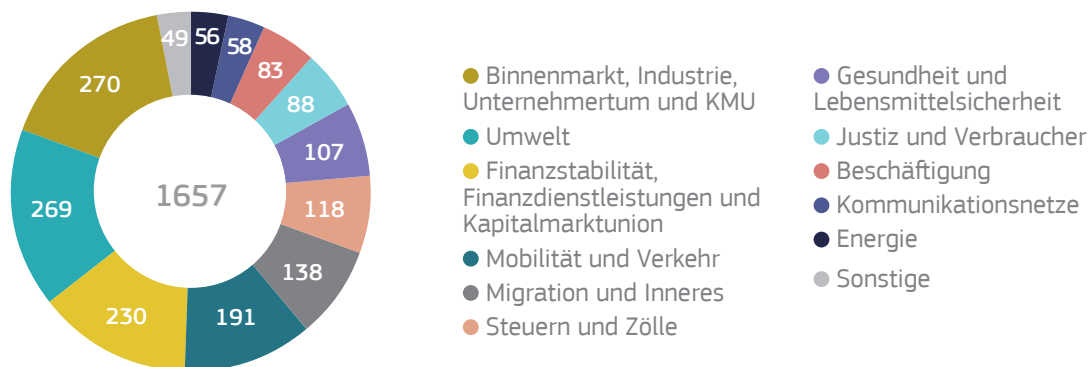 49
56
58
83
88
107
118
138
191
230
269
270
1657
Binnenmarkt, Industrie,
Unternehmertum und KMU
Umwelt
Finanzstabilität,
Finanzdienstleistungen und
Kapitalmarktunion
Mobilität und Verkehr
Migration und Inneres
Steuern und Zölle
Gesundheit und
Lebensmittelsicherheit
Justiz und Verbraucher
Beschäftigung
Kommunikationsnetze
Energie
Sonstige